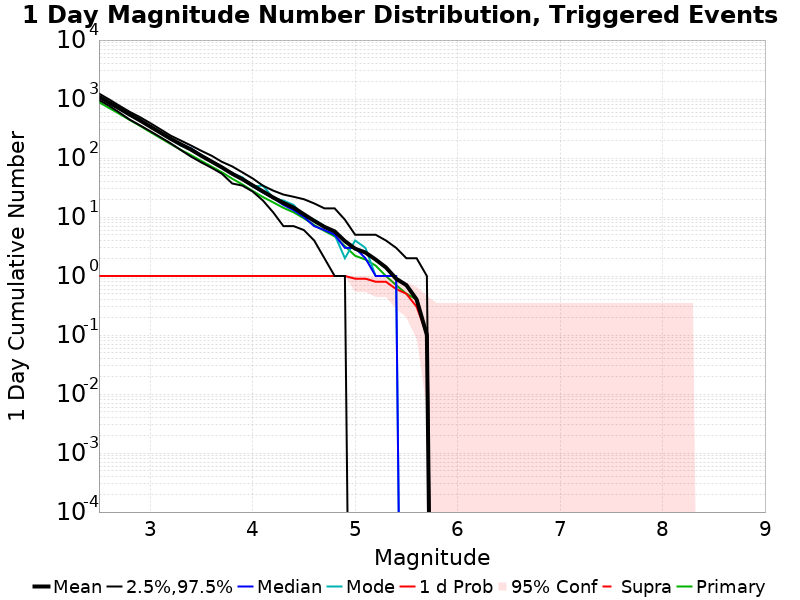 1 Day Magnitude Number Distribution, Triggered Events
10^4
10^3
10^2
10^1
10^0
10^-1
10^-2
10^-3
10^-4
1 Day Cumulative Number
3 4 5 6 7 8 9
Magnitude
Mean 2.5%,97.5% Median Mode 1 d Prob 95% Conf Supra Primary